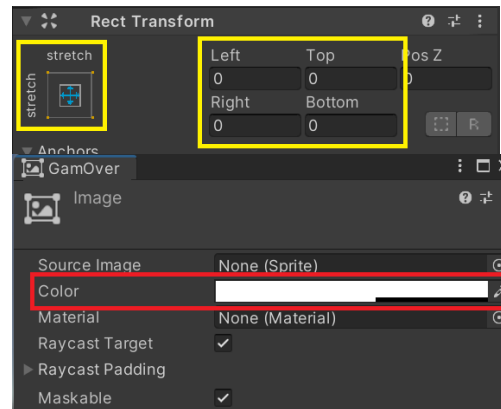 Rect Transform
stretch
stretch
Left Top Pos Z
0 0 0
Right Bottom
0 0
R
Anchors
GamOver
Image
Source Image None (Sprite)
Color
Material None (Material)
Raycast Target
Raycast Padding
Maskable